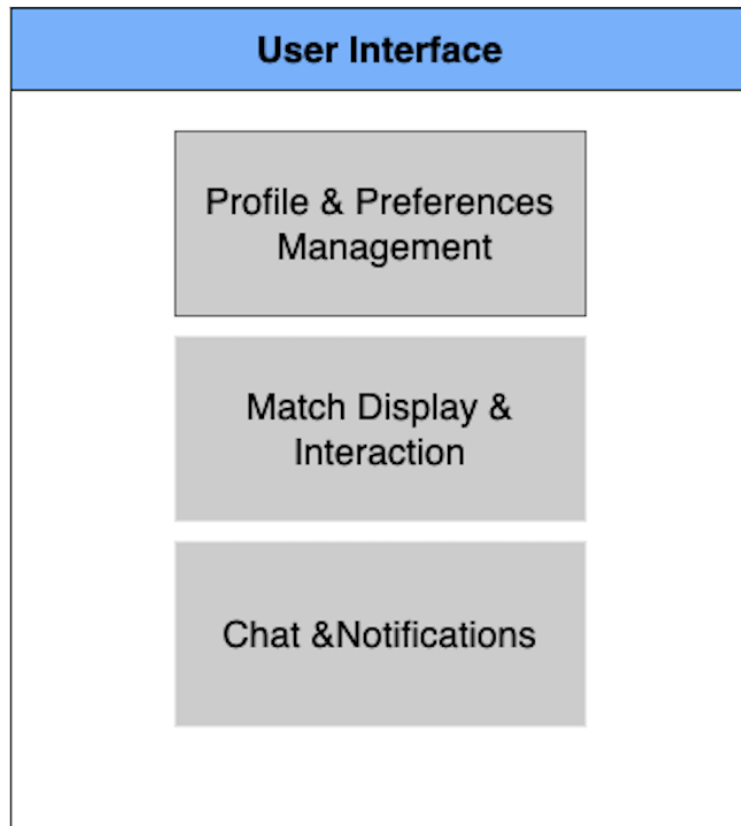 User Interface
Profile & Preferences
Management
Match Display &
Interaction
Chat &Notifications